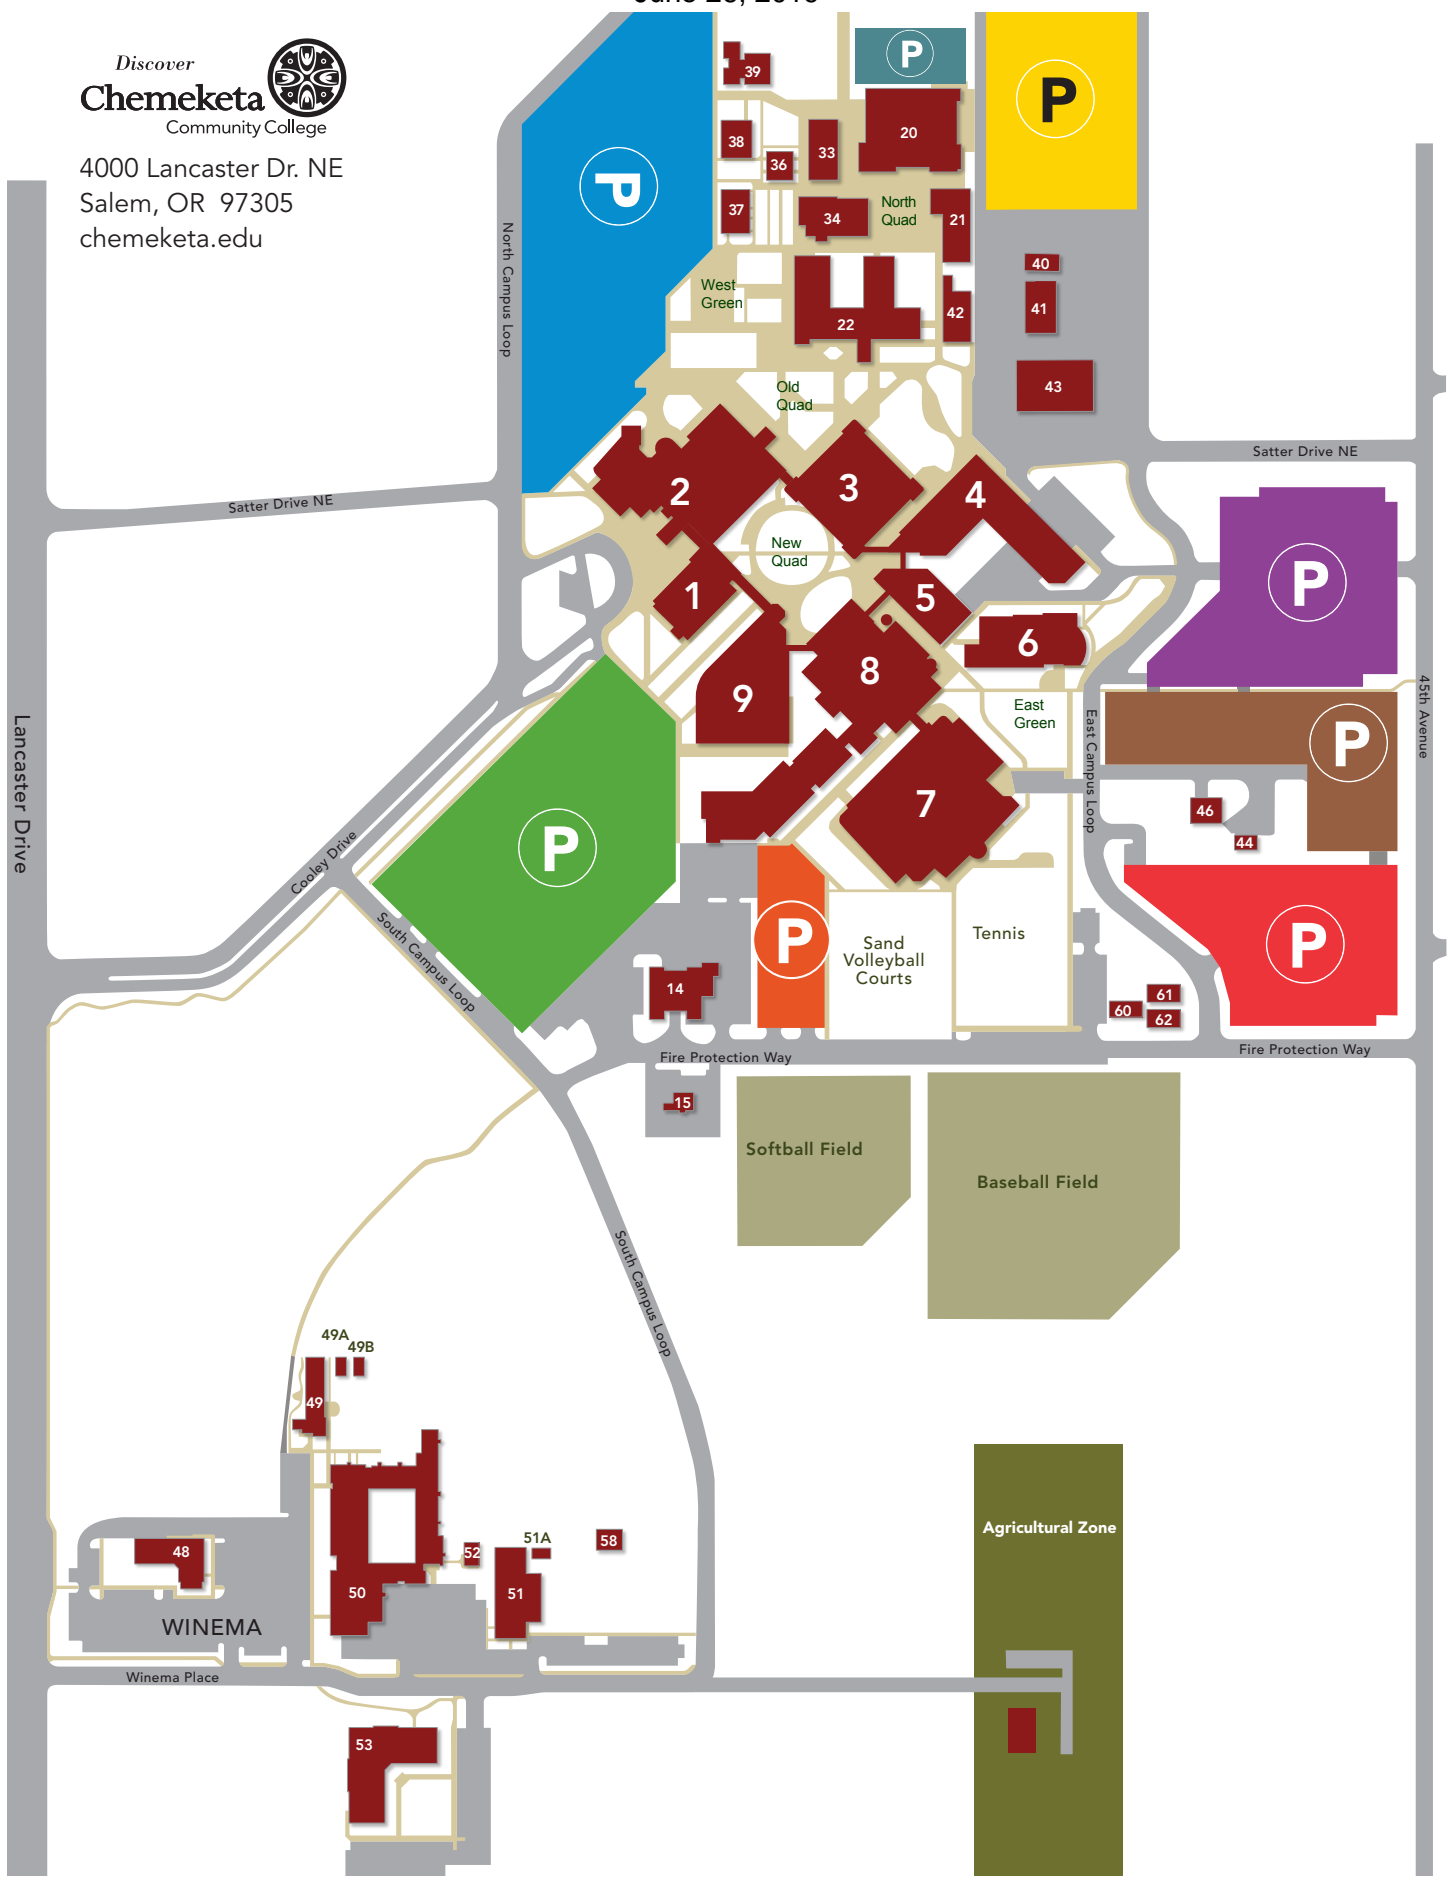 Discover
Chemeketa
Community College
4000 Lancaster Dr. NE
Salem, OR 97305
chemeketa.edu
P
P
39
38
36
33
20
P
37
34
North
Quad
21
North Campus Loop
West
Green
40
41
22
42
43
Old
Quad
Satter Drive NE
Satter Drive NE
2
3
4
New
Quad
P
1
5
6
8
9
45th Avenue
East
Green
East Campus Loop
P
Lancaster Drive
7
46
44
P
Cooley Drive
South Campus Loop
P
Sand
Volleyball
Courts
Tennis
P
14
61
60
62
Fire Protection Way
Fire Protection Way
15
Softball Field
Baseball Field
South Campus Loop
49A
49B
49
Agricultural Zone
51A
58
48
52
50
51
WINEMA
Winema Place
53